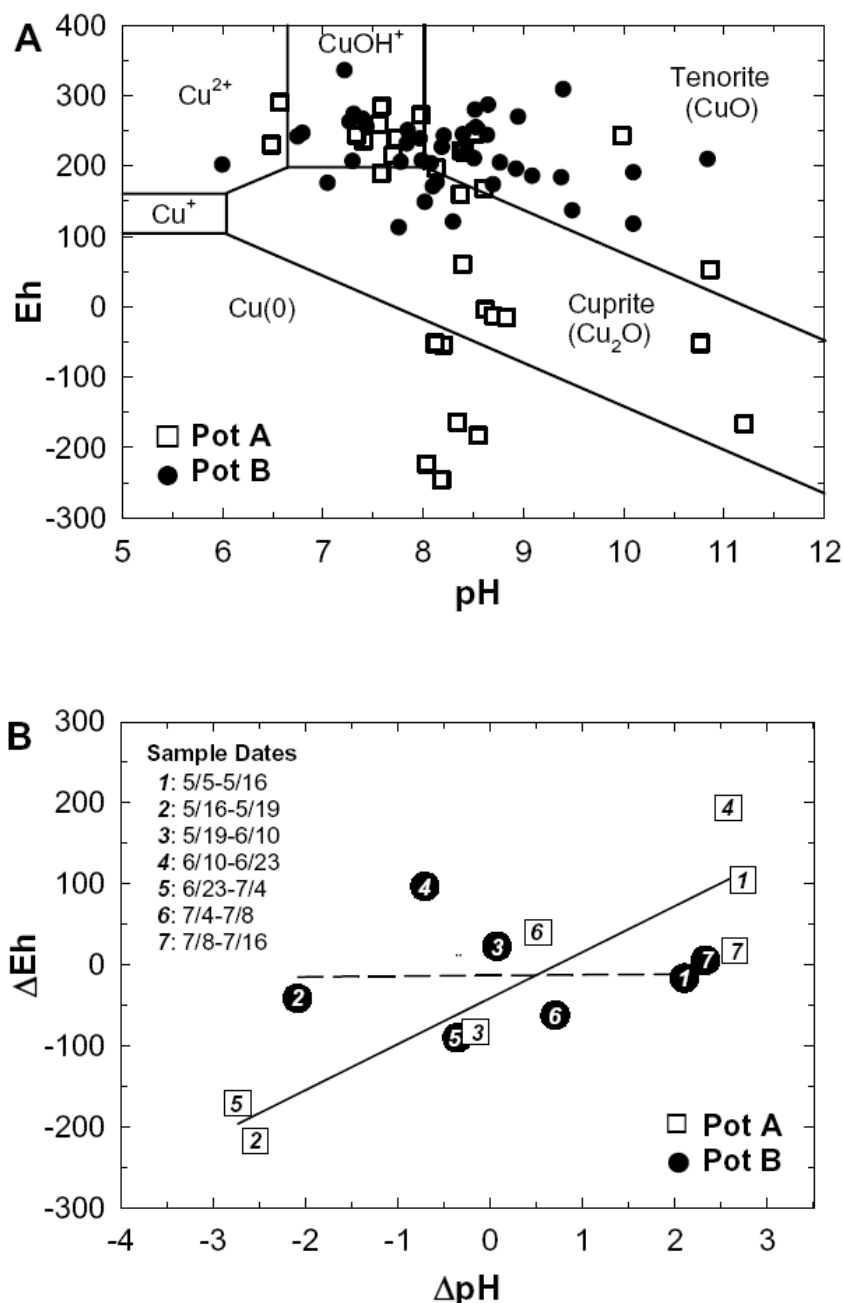 A
400
300
200
100
0
-100
-200
-300
Eh
CuOH+
Cu2+
Tenorite
(CuO)
Cu+
Cu(0)
Cuprite
(Cu2O)
Pot A
Pot B
5 6 7 8 9 10 11 12
pH
B
300
200
100
0
-100
-200
-300
ΔEh
Sample Dates
1: 5/5-5/16
2: 5/16-5/19
3: 5/19-6/10
4: 6/10-6/23
5: 6/23-7/4
6: 7/4-7/8
7: 7/8-7/16
4
4 1
6
3 7
7
1
2
6
5 3
5
2
Pot A
Pot B
-4 -3 -2 -1 0 1 2 3
ΔpH